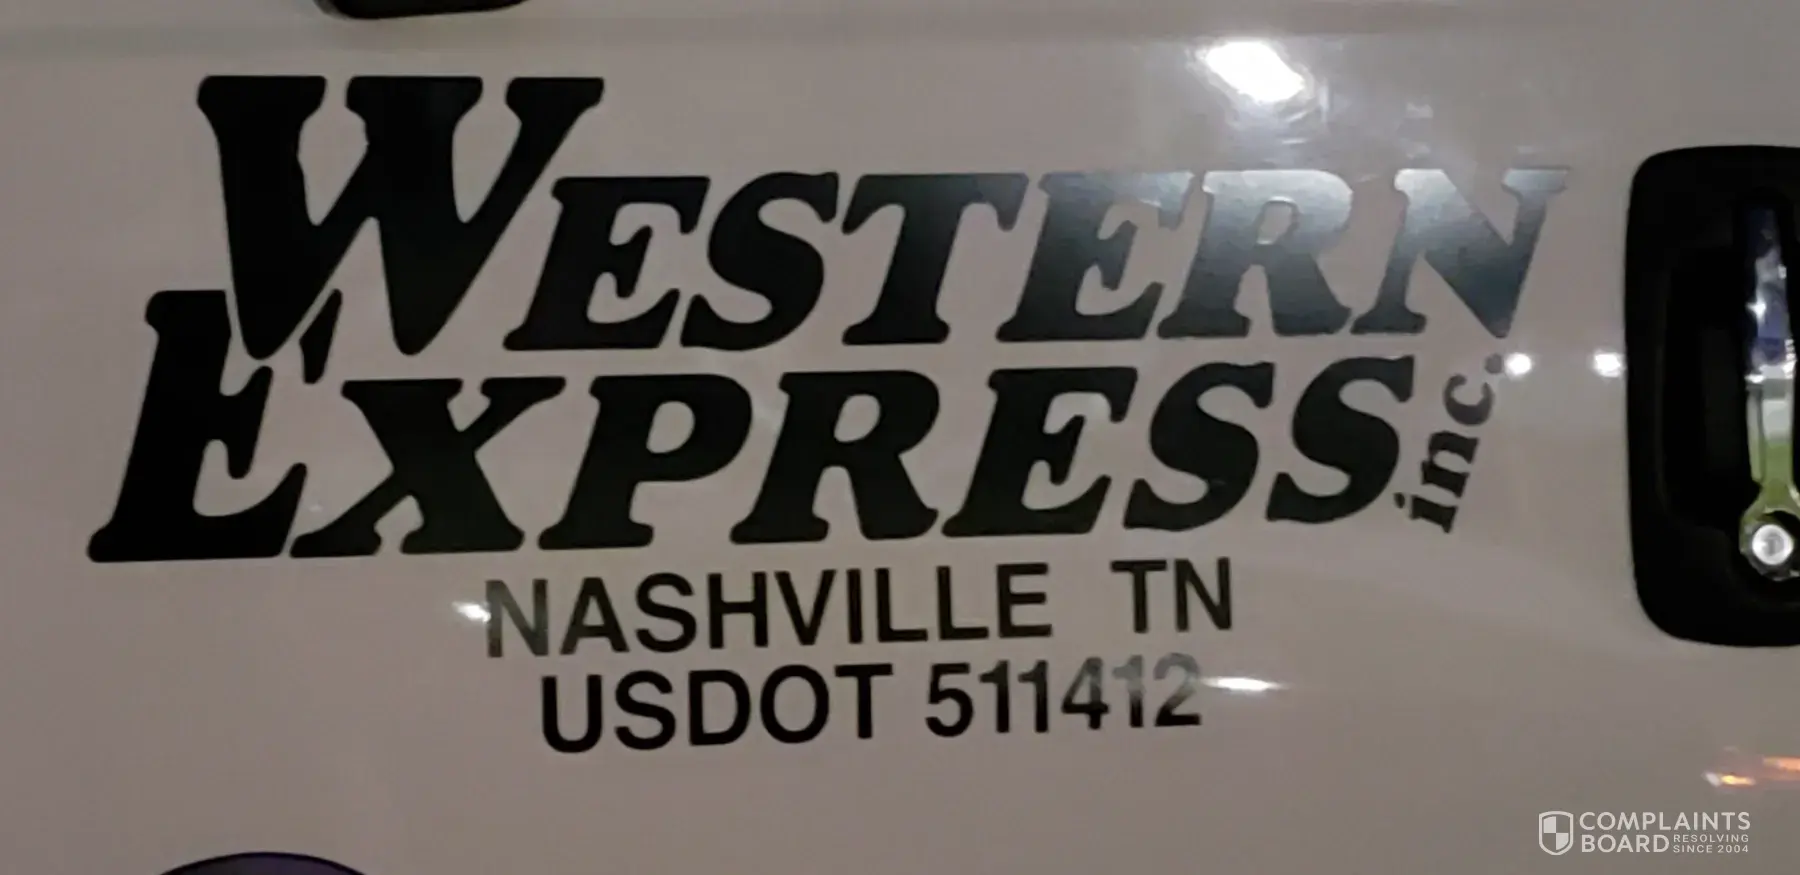 WESTERN
EXPRESS inc.
NASHVILLE TN
USDOT 511412
COMPLAINTS
BOARD RESOLVING
SINCE 2004